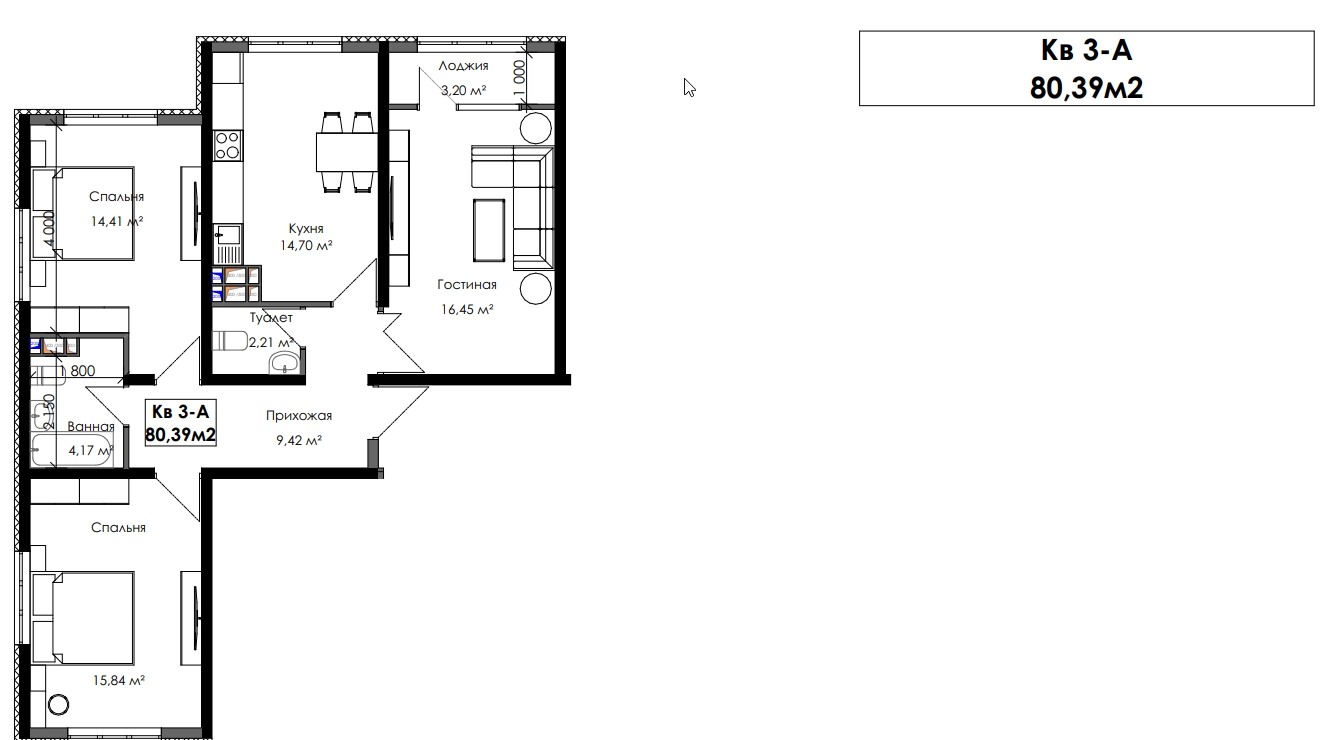 Кв 3-А
80,39м2
Лоджия
3,20 м²
1 000
Спальня
14,41 м²
4 000
Кухня
14,70 м²
Гостиная
16,45 м²
Туалет
2,21 м²
1 800
2 150
Ванная
4,17 м²
Кв 3-А
80,39м2
Прихожая
9,42 м²
Спальня
15,84 м²